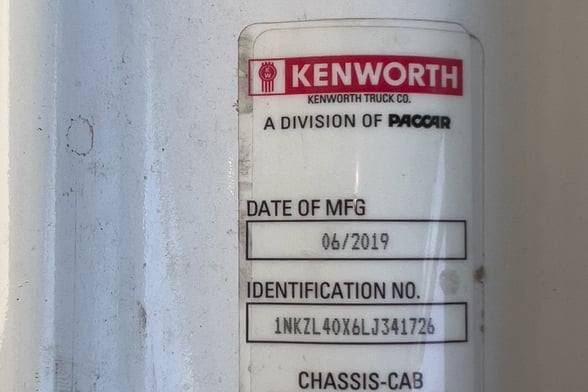 KENWORTH
KENWORTH TRUCK CO.
A DIVISION OF PACCAR
DATE OF MFG
06/2019
IDENTIFICATION NO.
1NKZL40X6LJ341726
CHASSIS-CAB